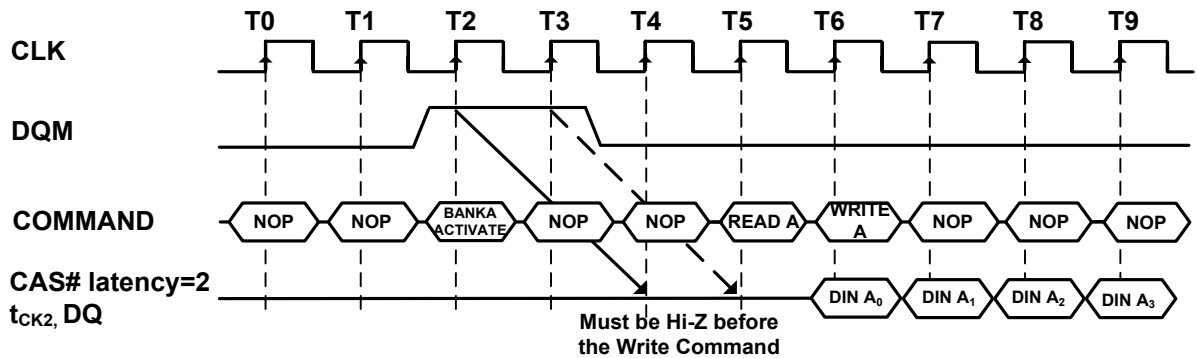 T0 T1 T2 T3 T4 T5 T6 T7 T8 T9
CLK
DQM
COMMAND NOP NOP BANKA ACTIVATE NOP NOP READ A WRITE A NOP NOP NOP
CAS# latency=2
tCK2, DQ
DIN A0 DIN A1 DIN A2 DIN A3
Must be Hi-Z before
the Write Command